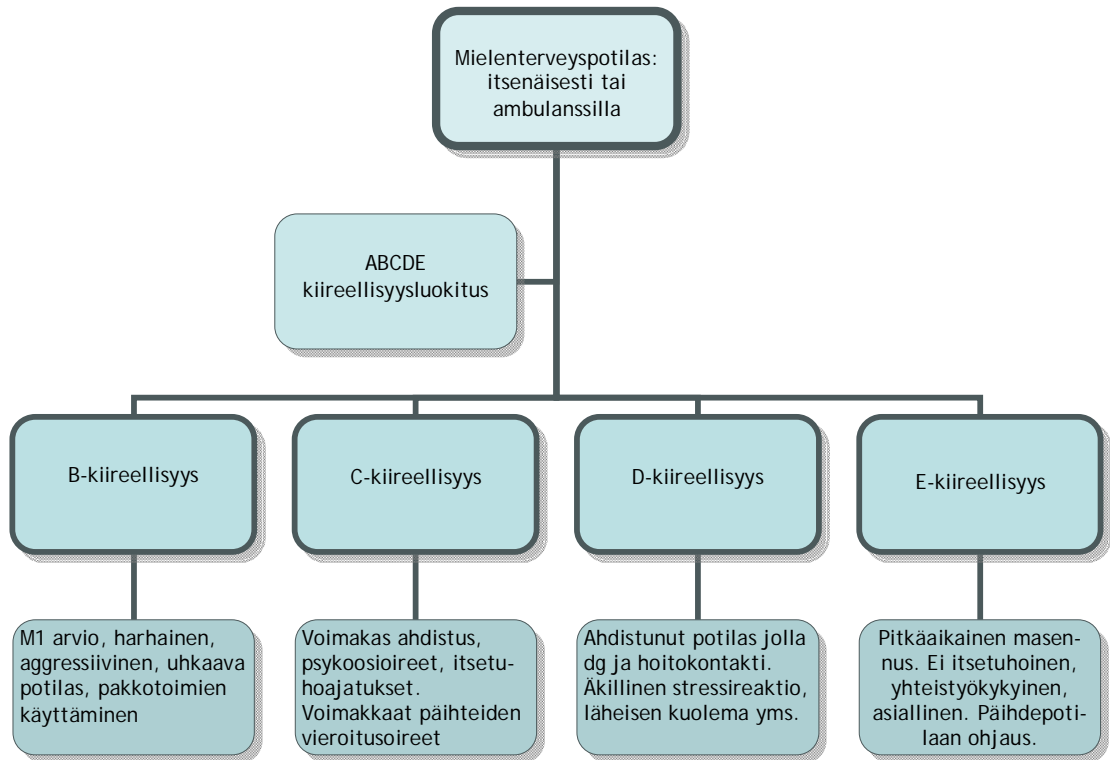 Mielenterveyspotilas:
itsenäisesti tai
ambulanssilla
ABCDE
kiireellisyysluokitus
B-kiireellisyys
C-kiireellisyys
D-kiireellisyys
E-kiireellisyys
M1 arvio, harhainen,
aggressiivinen, uhkaava
potilas, pakkotoimien
käyttäminen
Voimakas ahdistus,
psykoosioireet, itsetu-
hoajatukset.
Voimakkaat päihteiden
vieroitusoireet
Ahdistunut potilas jolla
dg ja hoitokontakti.
Äkillinen stressireaktio,
läheisen kuolema yms.
Pitkäaikainen masen-
nus. Ei itsetuhoinen,
yhteistyökykyinen,
asiallinen. Päihdepoti-
laan ohjaus.